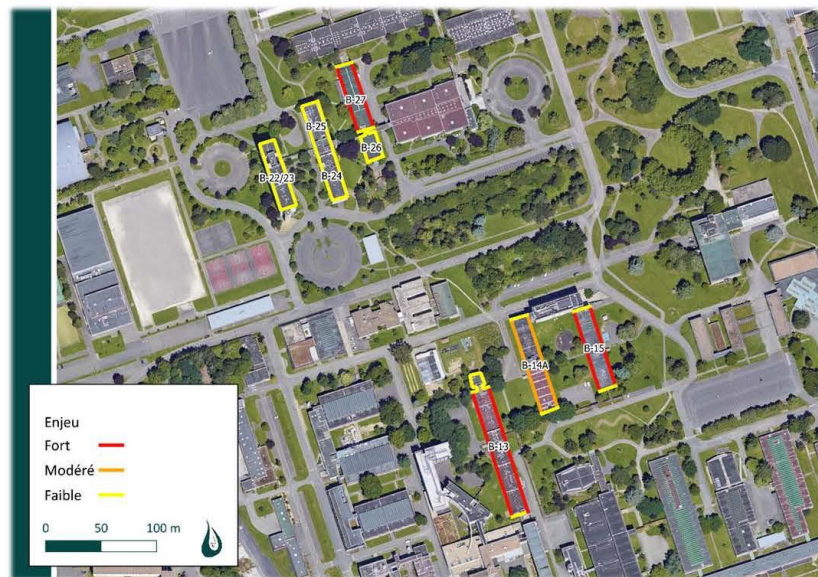 B-27
B-25
B-26
B-22/23
B-24
B-15
B-14A
B-13
Enjeu
Fort
Modéré
Faible
0 50 100 m